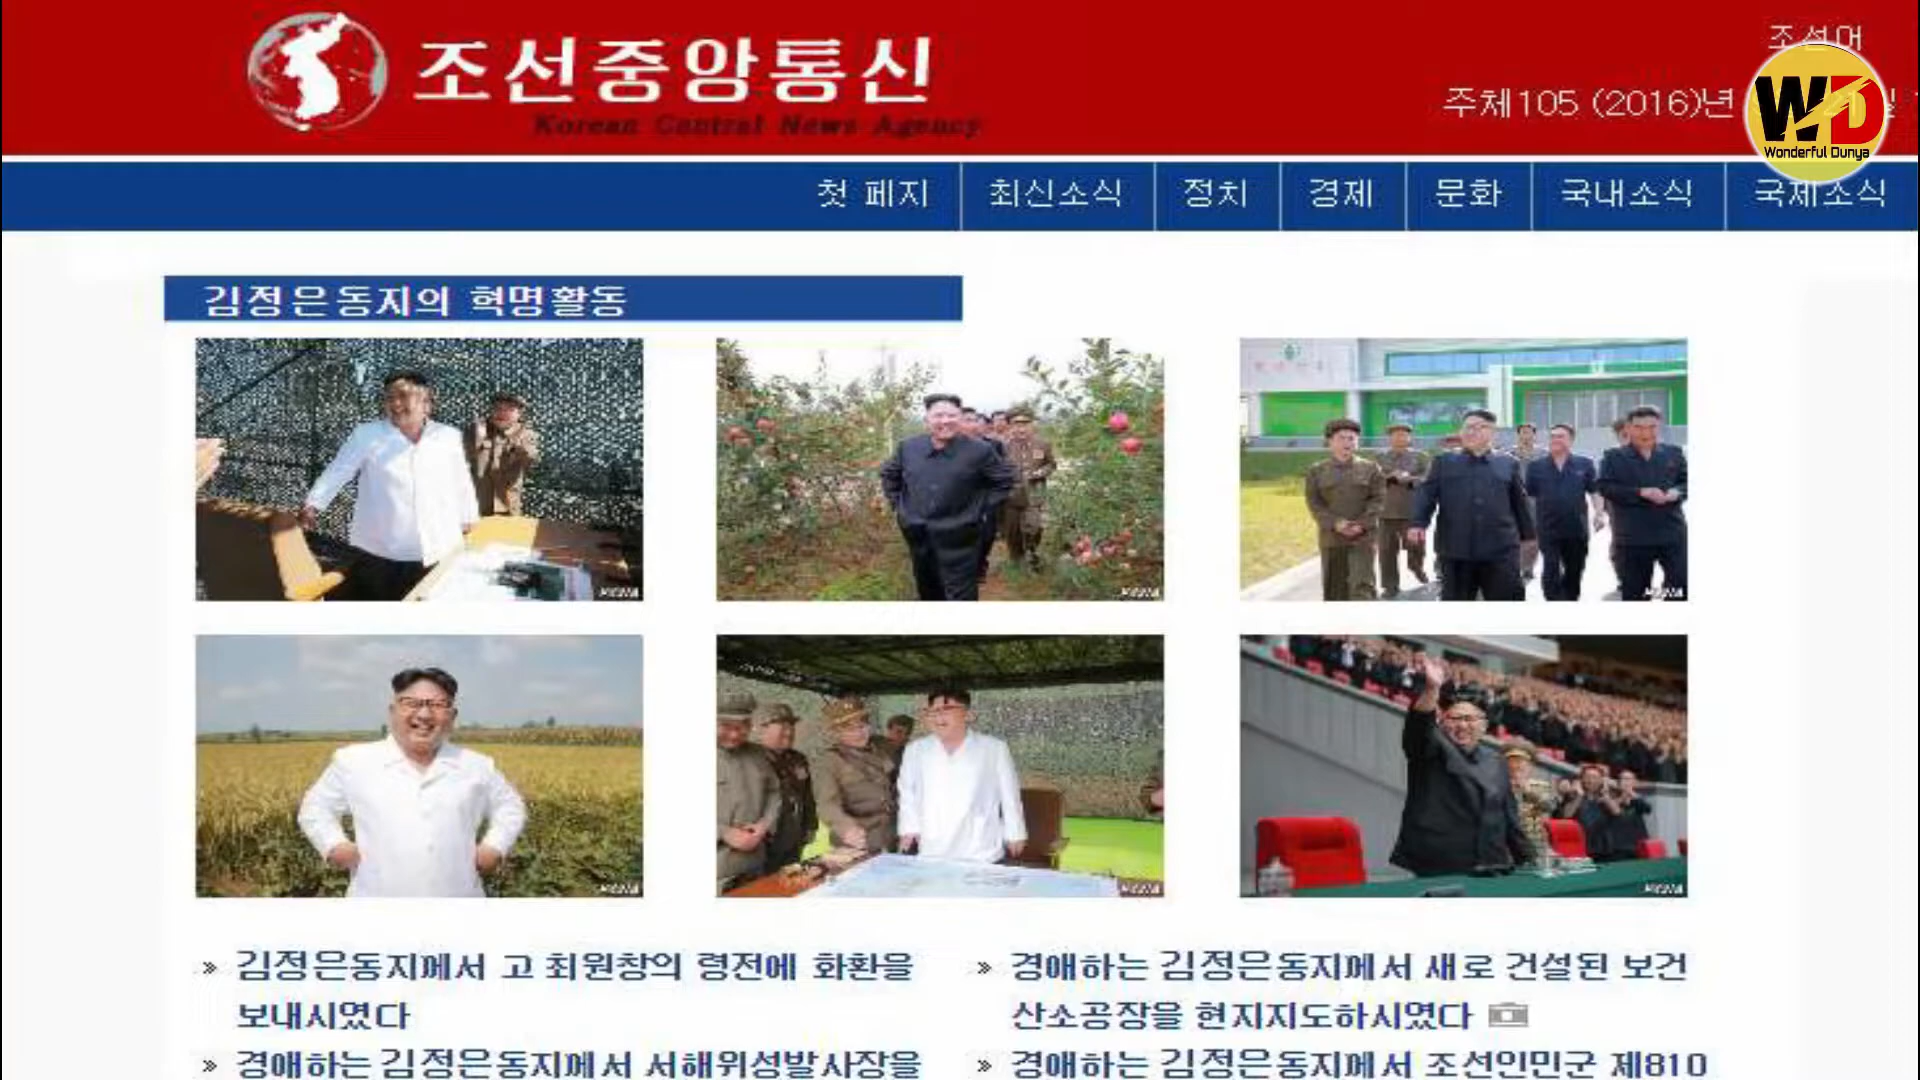 조선중앙통신
Korean Central News Agency
조선어
주체105 (2016)년
WD
Wonderful Dunya
첫 페지
최신소식
정치
경제
문화
국내소식
국제소식
김정은동지의 혁명활동
» 김정은동지께서 고 최원창의 령전에 화환을
보내시였다
» 경애하는 김정은동지께서 서해위성발사장을
» 경애하는 김정은동지께서 새로 건설된 보건
산소공장을 현지지도하시였다
» 경애하는 김정은동지께서 조선인민군 제810